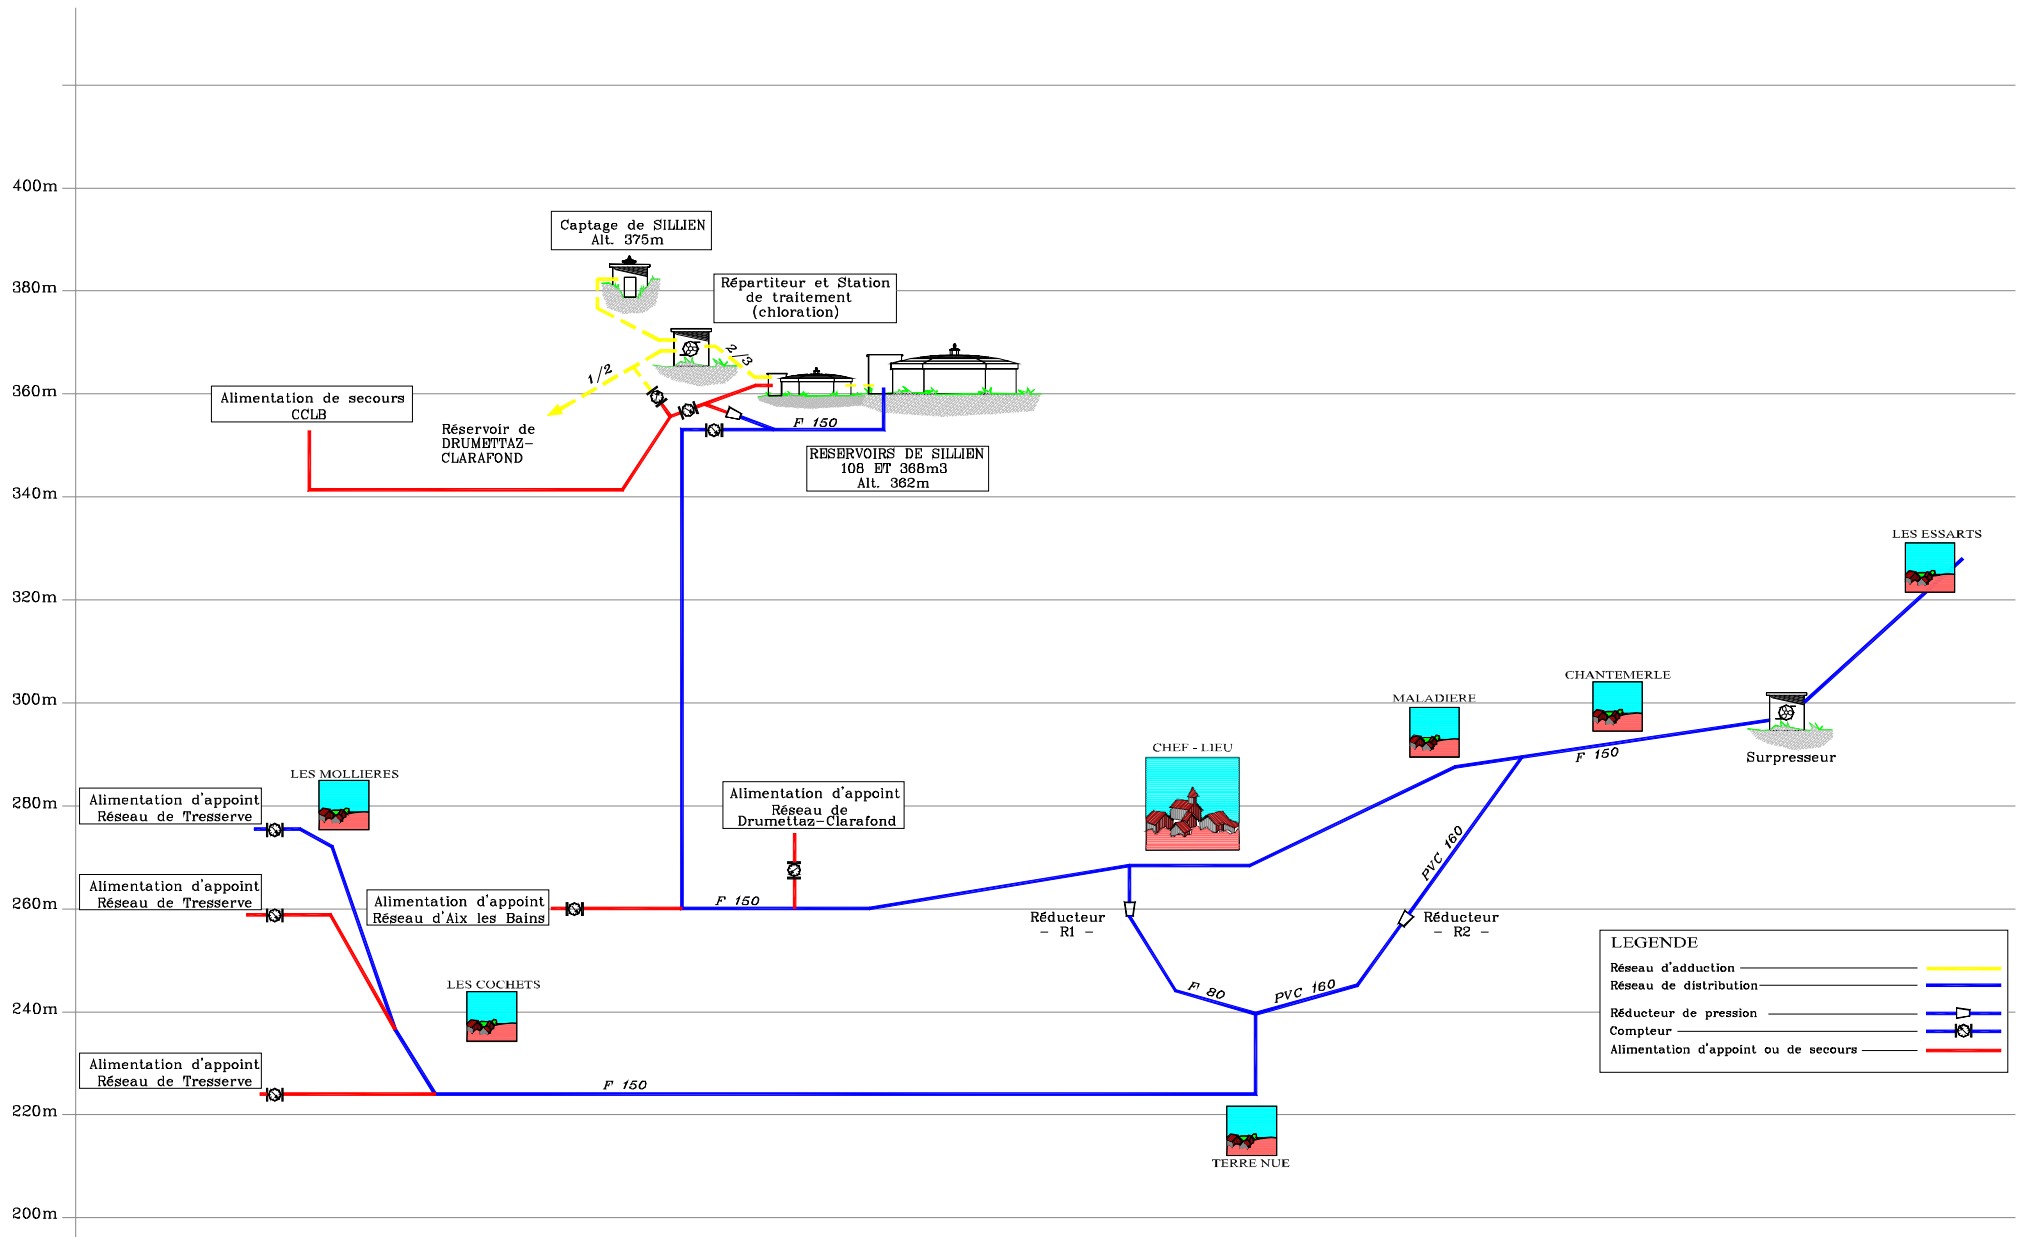 400m
Captage de SILLIEN
Alt. 375m
380m
Répartiteur et Station
de traitement
(chloration)
2/3
1/2
360m
Alimentation de secours
CCLB
Réservoir de
DRUMETTAZ-
CLARAFOND
F 150
RESERVOIRS DE SILLIEN
108 ET 368m3
Alt. 362m
340m
LES ESSARTS
320m
300m
CHANTEMERLE
MALADIERE
CHEF - LIEU
F 150
Surpresseur
LES MOLLIERES
280m
Alimentation d'appoint
Réseau de Tresserve
Alimentation d'appoint
Réseau de
Drumettaz-Clarafond
PVC 160
260m
Alimentation d'appoint
Réseau de Tresserve
Alimentation d'appoint
Réseau d'Aix les Bains
F 150
Réducteur
- R1 -
Réducteur
- R2 -
LEGENDE
Réseau d'adduction
Réseau de distribution
Réducteur de pression
Compteur
Alimentation d'appoint ou de secours
LES COCHETS
F 80
PVC 160
240m
Alimentation d'appoint
Réseau de Tresserve
F 150
220m
TERRE NUE
200m